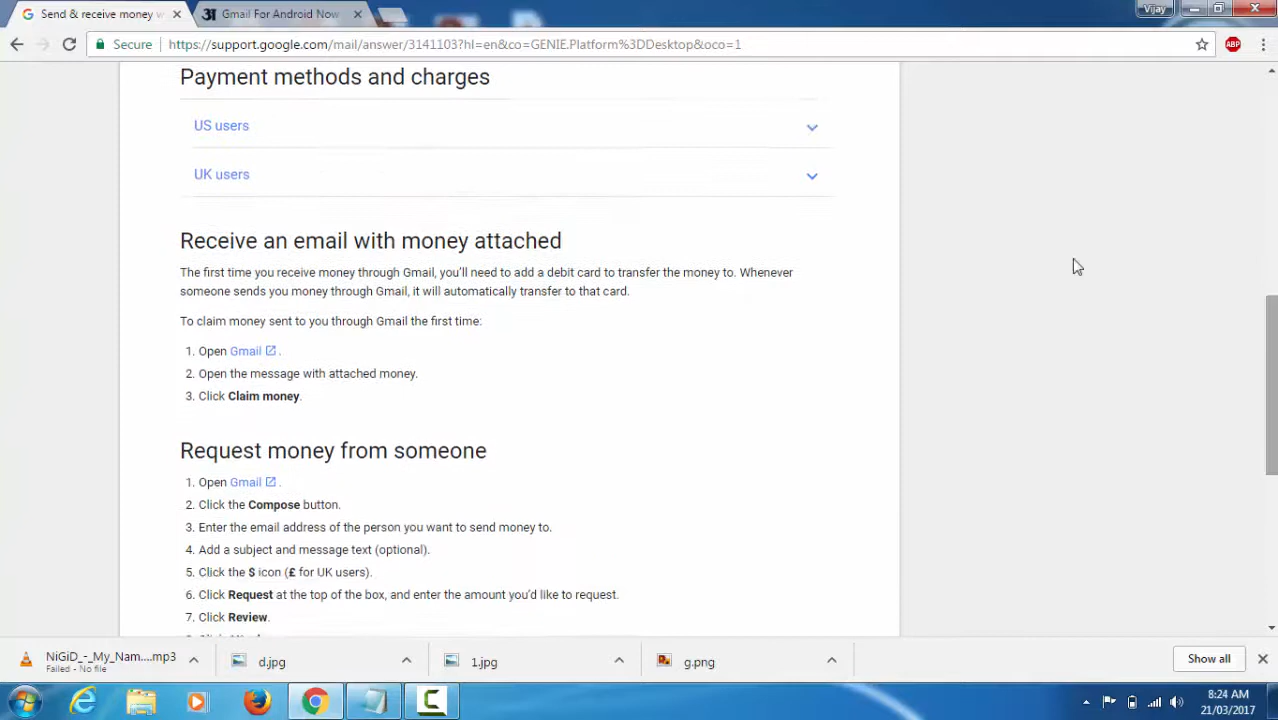 Send & receive money w
Gmail For Android Now
Vijay
Secure
https://support.google.com/mail/answer/3141103?hl=en&co=GENIE.Platform%3DDesktop&oco=1
ABP
Payment methods and charges
US users
UK users
Receive an email with money attached
The first time you receive money through Gmail, you'll need to add a debit card to transfer the money to. Whenever
someone sends you money through Gmail, it will automatically transfer to that card.
To claim money sent to you through Gmail the first time:
1. Open Gmail .
2. Open the message with attached money.
3. Click Claim money.
Request money from someone
1. Open Gmail .
2. Click the Compose button.
3. Enter the email address of the person you want to send money to.
4. Add a subject and message text (optional).
5. Click the $ icon (£ for UK users).
6. Click Request at the top of the box, and enter the amount you'd like to request.
7. Click Review.
NiGiD_-_My_Nam....mp3
Failed - No file
d.jpg
1.jpg
g.png
Show all
8:24 AM
21/03/2017